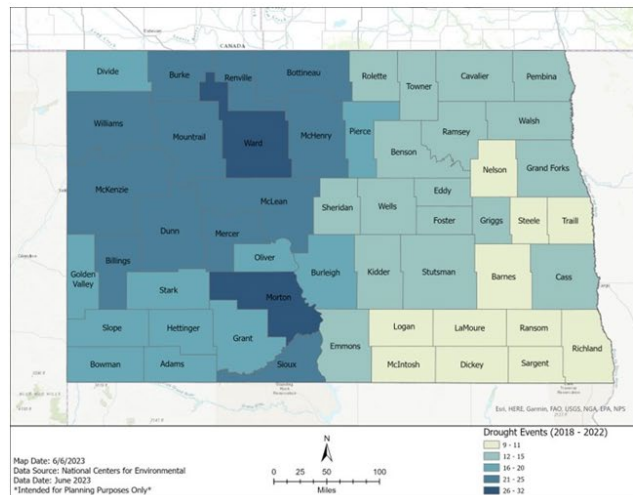 CANADA
Divide
Burke
Renville
Bottineau
Rolette
Towner
Cavalier
Pembina
Williams
Mountrail
Ward
McHenry
Pierce
Benson
Ramsey
Walsh
Nelson
Grand Forks
McKenzie
Dunn
Mercer
McLean
Sheridan
Wells
Eddy
Foster
Griggs
Steele
Traill
Golden
Valley
Billings
Stark
Oliver
Burleigh
Kidder
Stutsman
Barnes
Cass
Morton
Slope
Hettinger
Grant
Bowman
Adams
Sioux
Emmons
Logan
LaMoure
Ransom
Richland
McIntosh
Dickey
Sargent
Esri, HERE, Garmin, FAO, USGS, NGA, EPA, NPS
Map Date: 6/6/2023
Data Source: National Centers for Environmental
Data Date: June 2023
*Intended for Planning Purposes Only*
N
0 25 50 100
Miles
Drought Events (2018 - 2022)
9 - 11
12 - 15
16 - 20
21 - 25
26 - 32